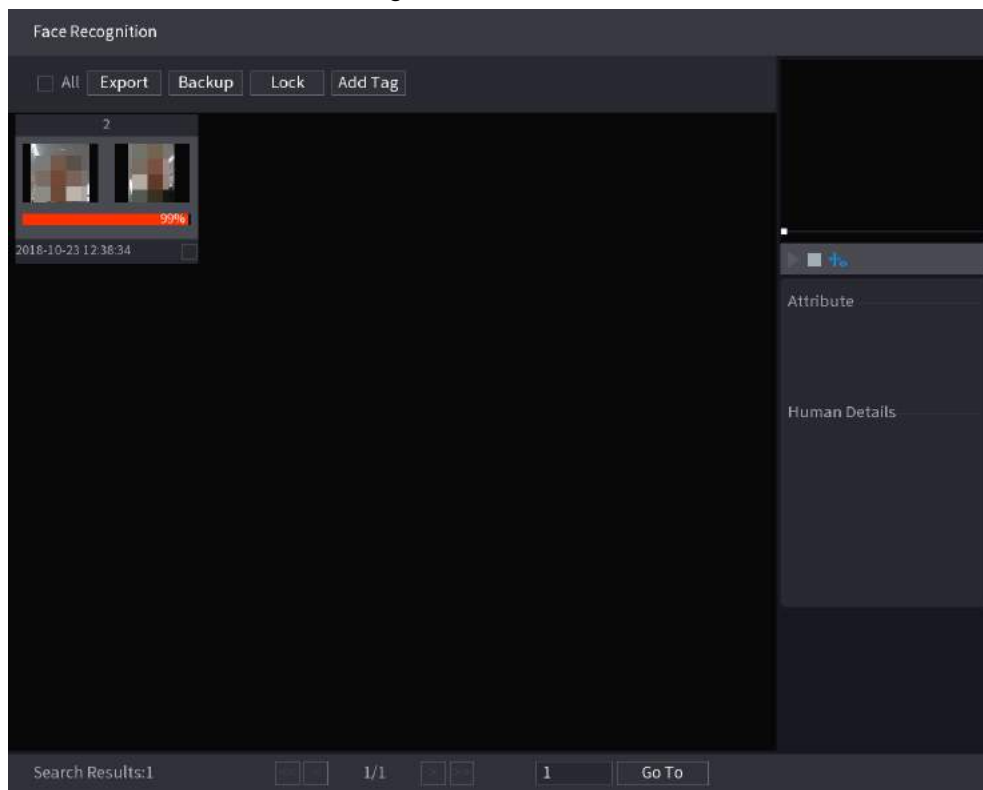 Face Recognition
All Export Backup Lock Add Tag
2
99%
2018-10-23 12:38:34
Attribute
Human Details
Search Results:1 << < 1/1 > >> 1 Go To